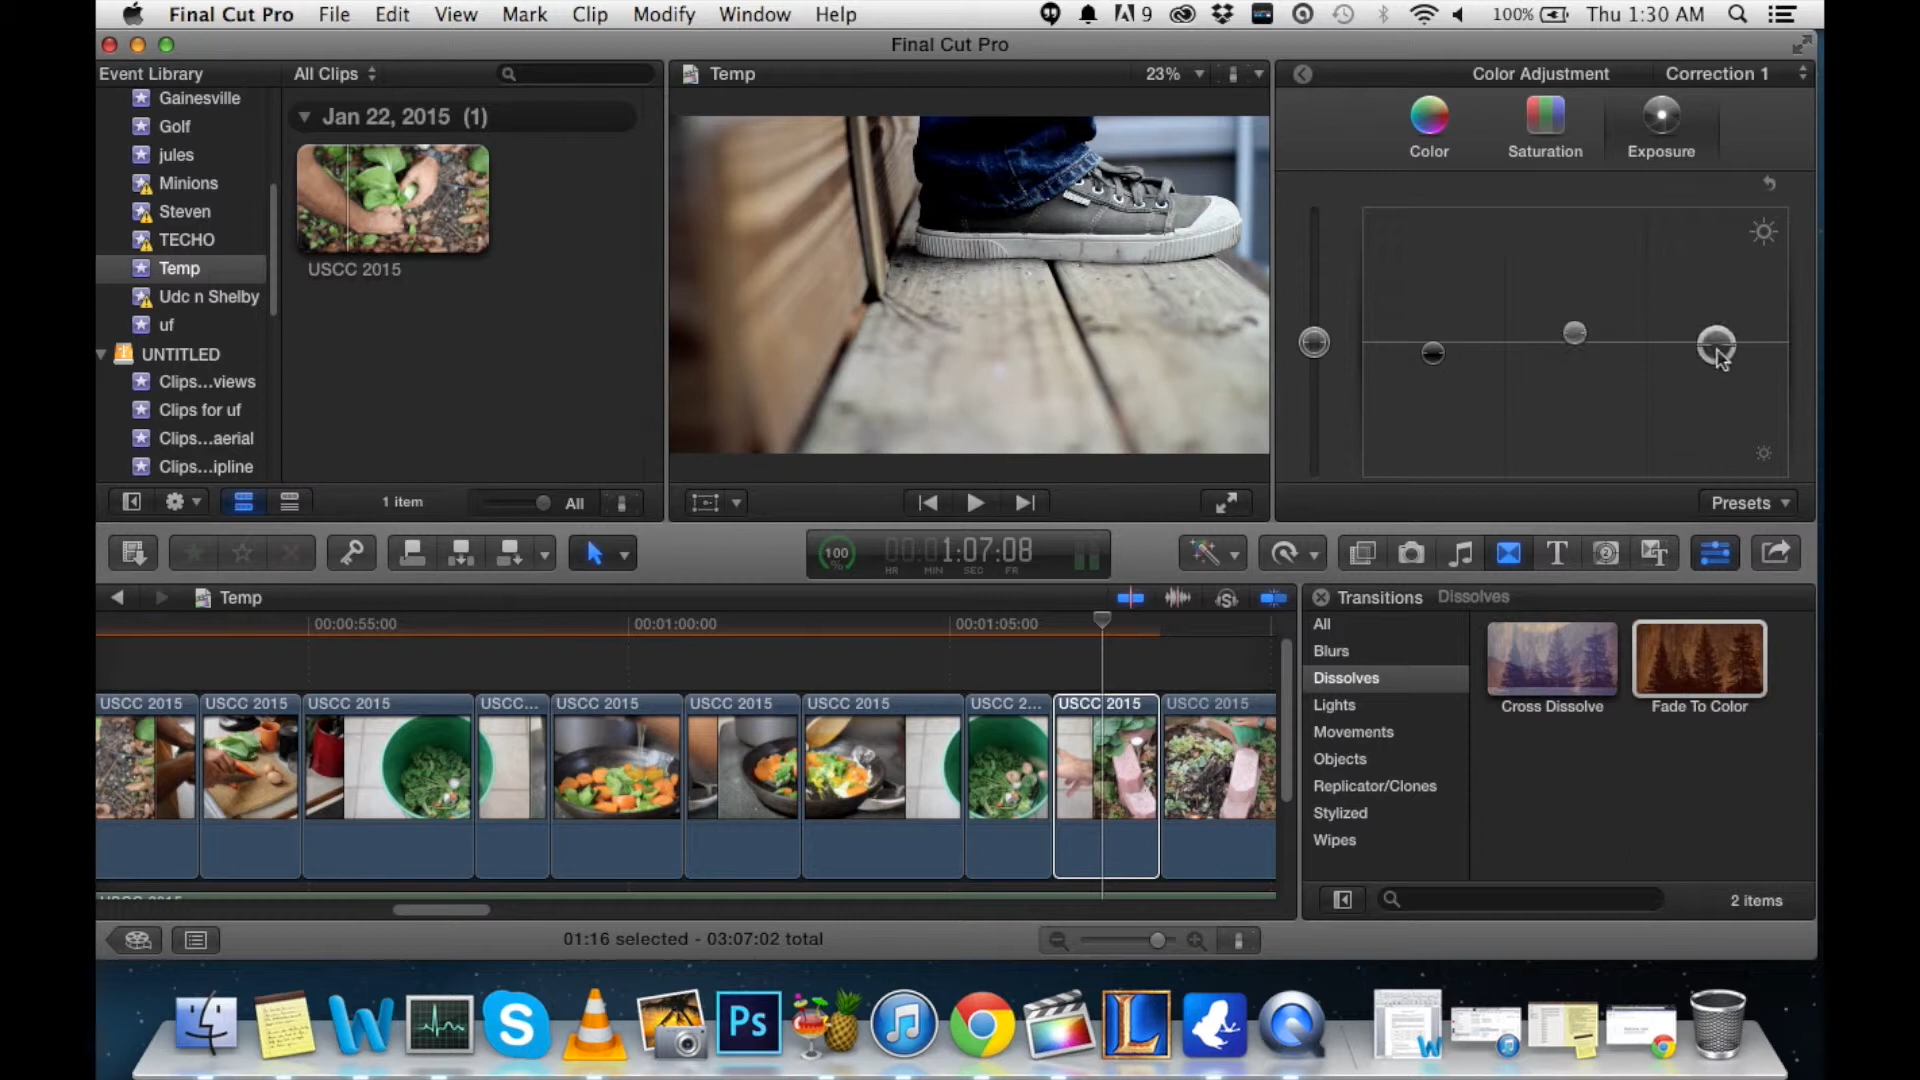 Final Cut Pro File Edit View Mark Clip Modify Window Help 9 100% Thu 1:30 AM
Final Cut Pro
Event Library
Gainesville
Golf
jules
Minions
Steven
TECHO
Temp
Udc n Shelby
uf
UNTITLED
Clips...views
Clips for uf
Clips...aerial
Clips...ipline
All Clips
Jan 22, 2015 (1)
USCC 2015
1 item
All
Temp 23%
Color Adjustment Correction 1
Color Saturation Exposure
Presets
100 % 1:07:08
HR MIN SEC FR
Temp
00:00:55:00 00:01:00:00 00:01:05:00
USCC 2015 USCC 2015 USCC 2015 USCC... USCC 2015 USCC 2015 USCC 2015 USCC 2... USCC 2015 USCC 2015
01:16 selected - 03:07:02 total
Transitions Dissolves
All
Blurs
Dissolves
Lights
Movements
Objects
Replicator/Clones
Stylized
Wipes
Cross Dissolve Fade To Color
2 items
W S Ps L